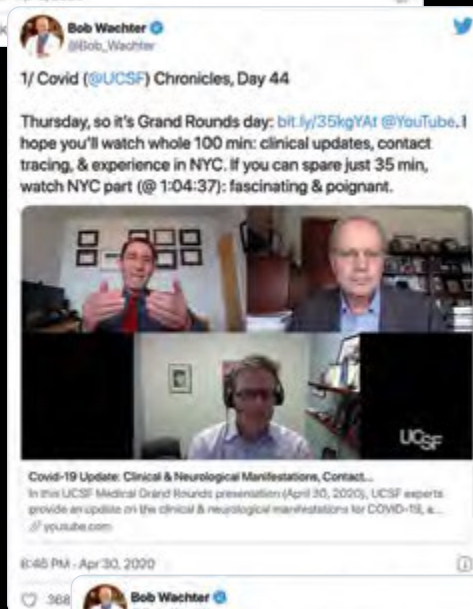 Bob Wachter
@Bob_Wachter
1/ Covid (@UCSF) Chronicles, Day 44
Thursday, so it's Grand Rounds day: bit.ly/35kgYAt @YouTube. I
hope you'll watch whole 100 min: clinical updates, contact
tracing, & experience in NYC. If you can spare just 35 min,
watch NYC part (@ 1:04:37): fascinating & poignant.
UCSF
Covid-19 Update: Clinical & Neurological Manifestations, Contact...
In this UCSF Medical Grand Rounds presentation (April 30, 2020), UCSF experts
provide an update on the clinical & neurological manifestations for COVID-19, a...
youtube.com
6:46 PM · Apr 30, 2020
368
Bob Wachter